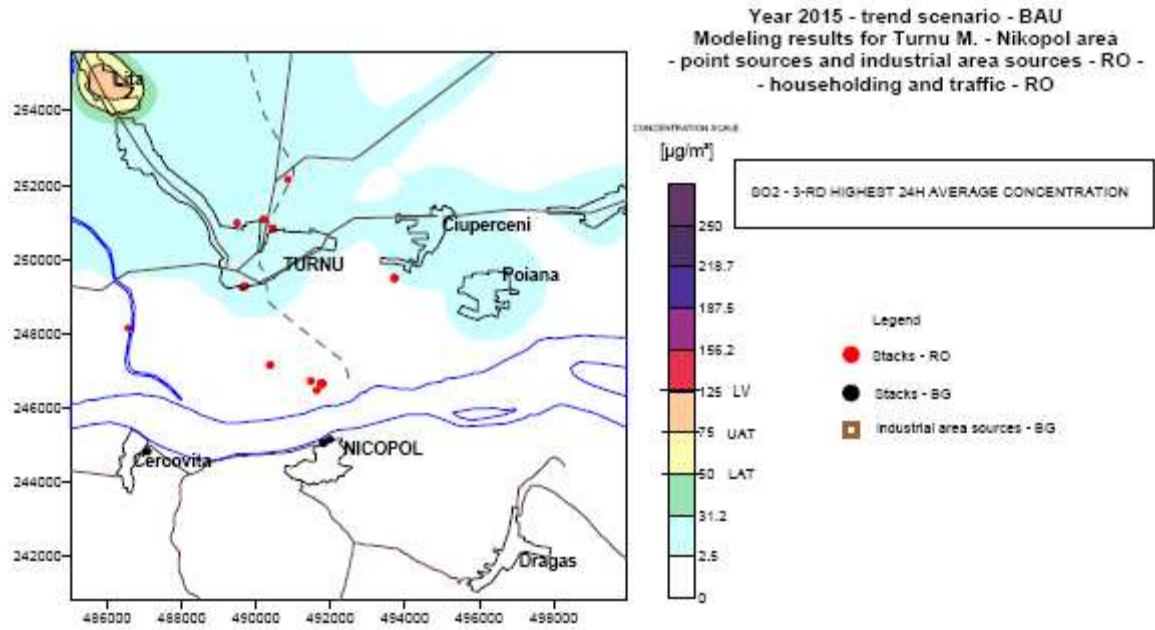 Year 2015 - trend scenario - BAU
Modeling results for Turnu M. - Nikopol area
- point sources and industrial area sources - RO -
- householding and traffic - RO
CONCENTRATION SCALE
[µg/m³]
SO2 - 3-RD HIGHEST 24H AVERAGE CONCENTRATION
250
218.7
187.5
156.2
125 LV
75 UAT
50 LAT
31.2
2.5
0
Legend
Stacks - RO
Stacks - BG
Industrial area sources - BG
Lita
Ciuperceni
TURNU
Poiana
NICOPOL
Cercovita
Dragas
254000
252000
250000
248000
246000
244000
242000
486000 488000 490000 492000 494000 496000 498000